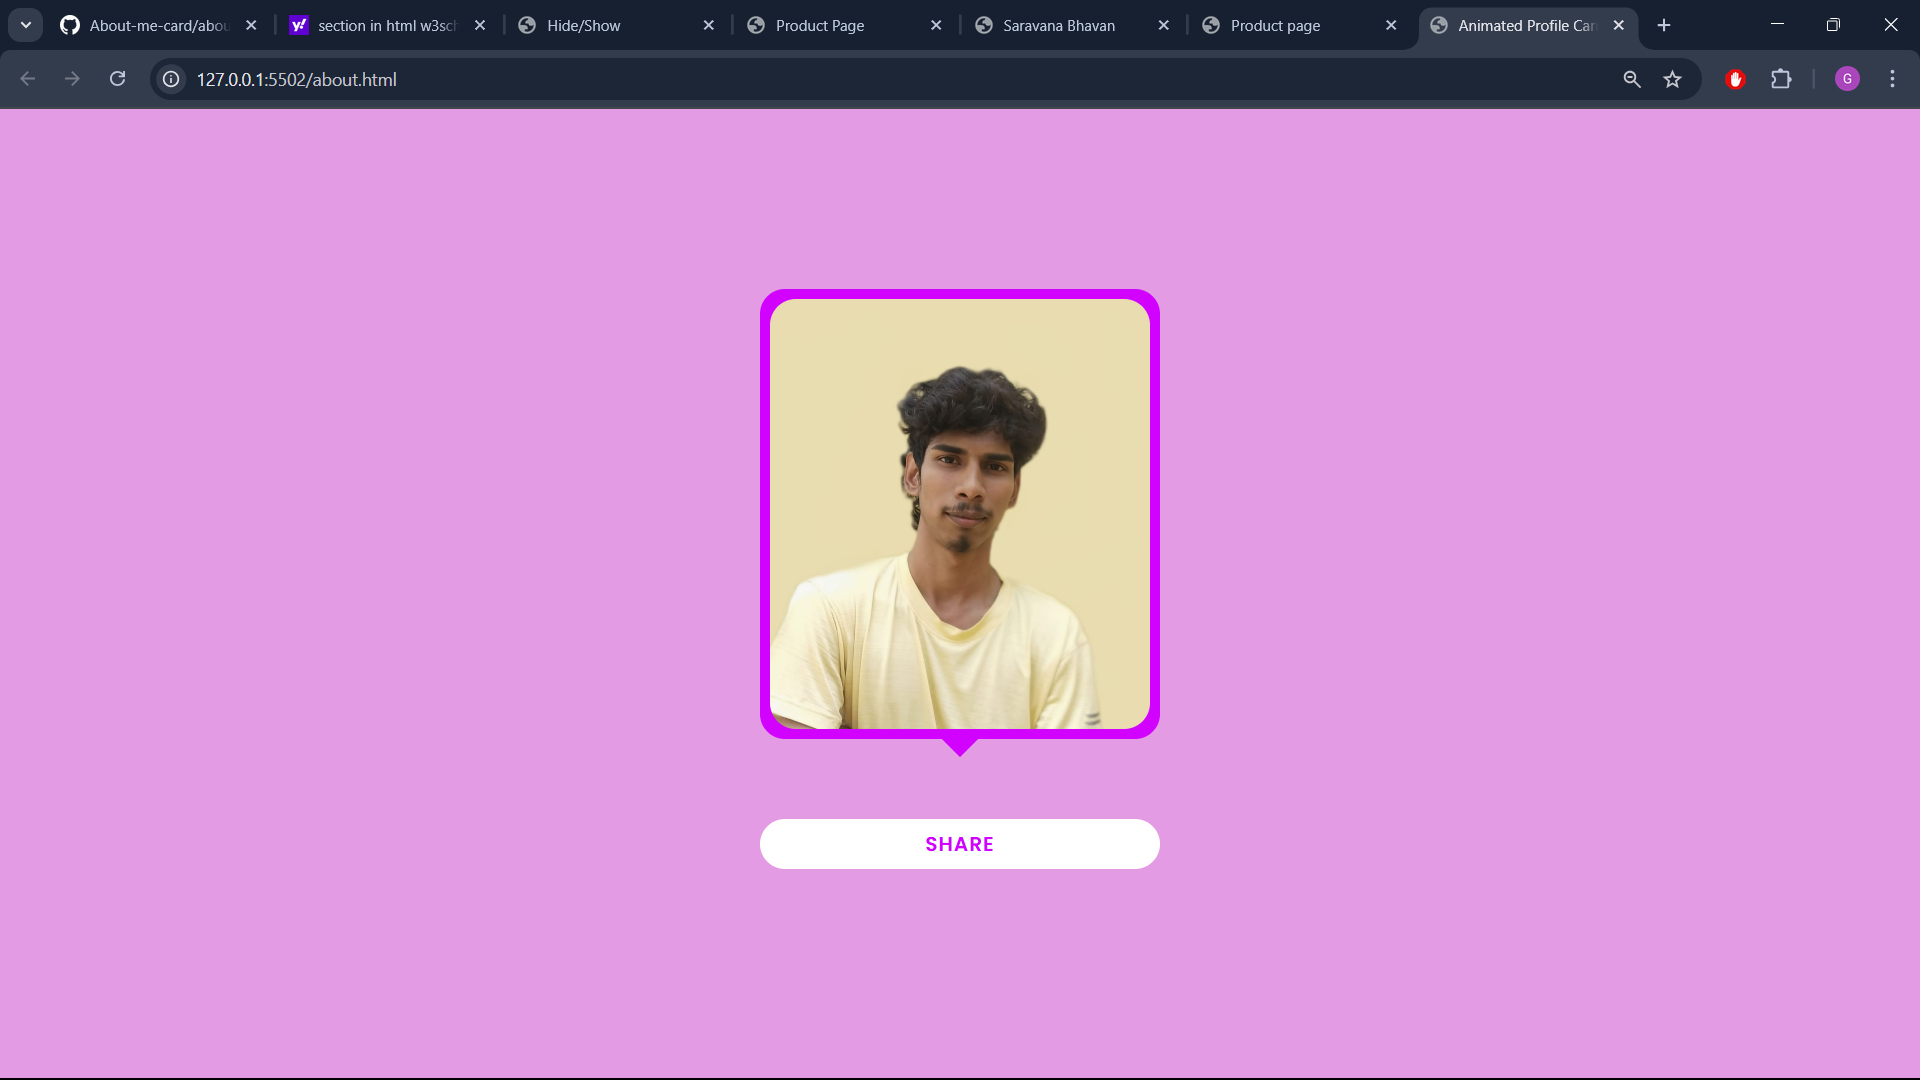 About-me-card/abou
section in html w3sch
Hide/Show
Product Page
Saravana Bhavan
Product page
Animated Profile Car
127.0.0.1:5502/about.html
G
SHARE